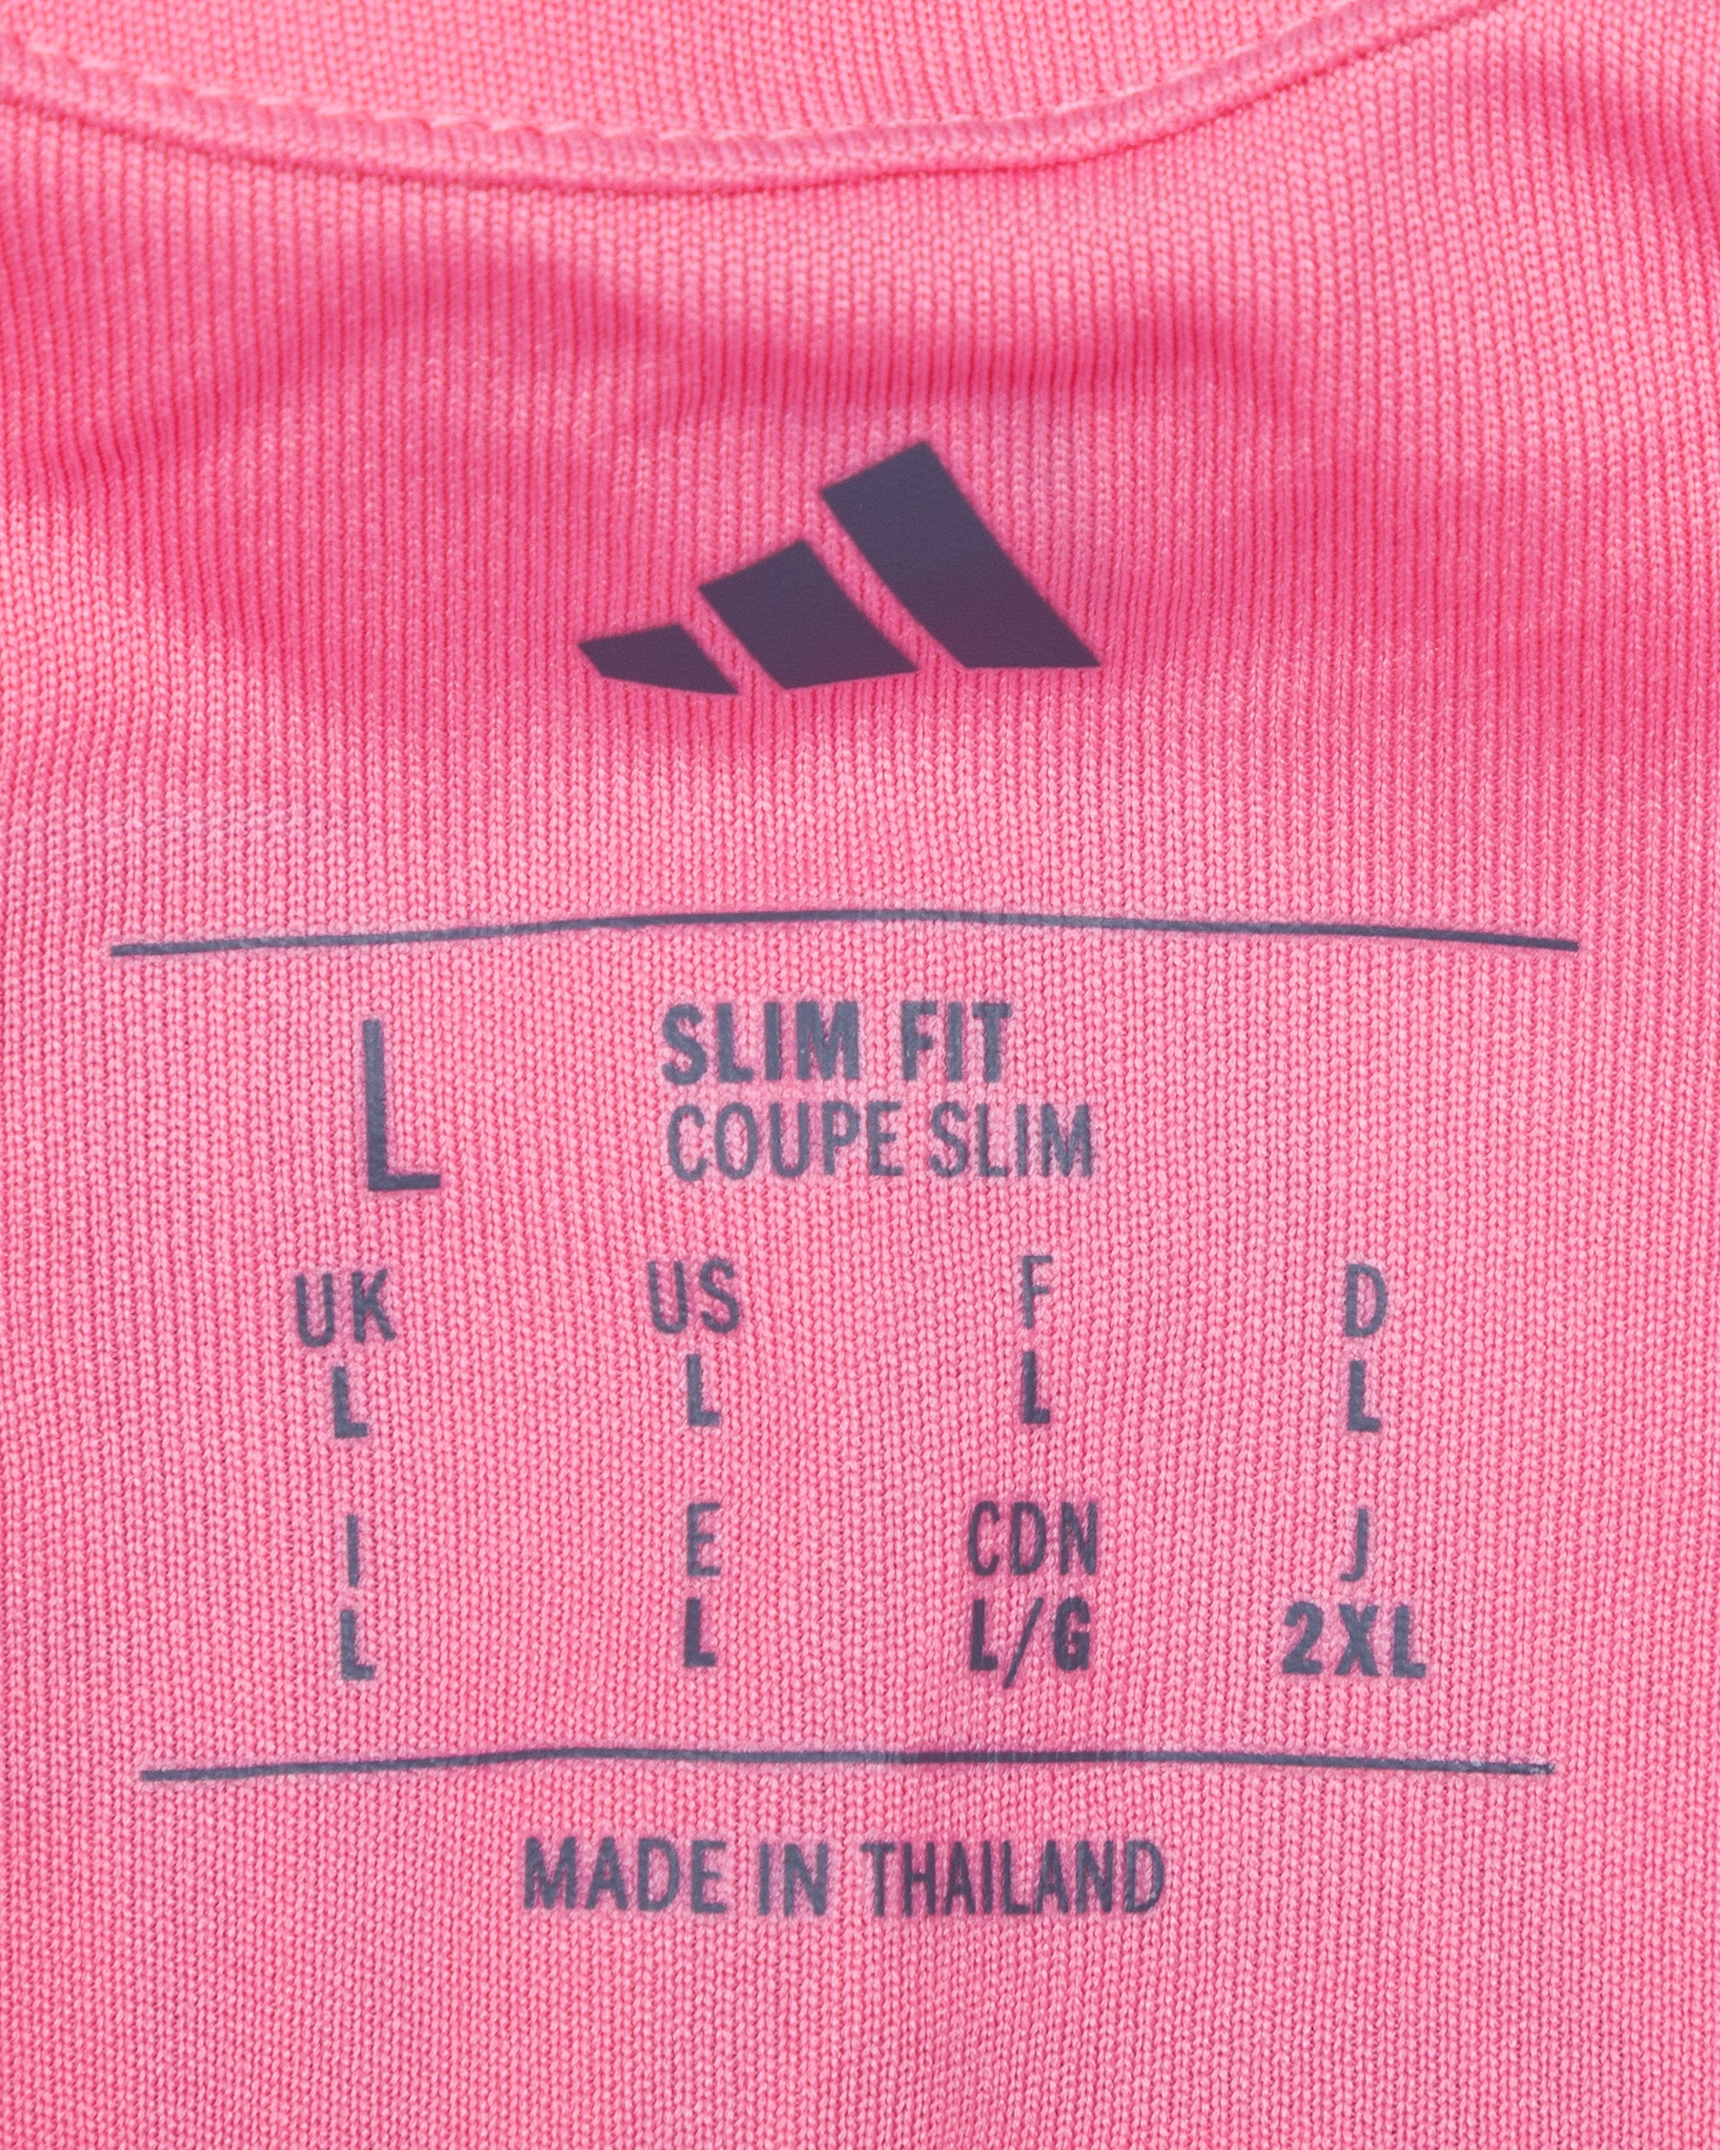 L
SLIM FIT
COUPE SLIM
UK US F D
L L L L
I E CDN J
L L L/G 2XL
MADE IN THAILAND